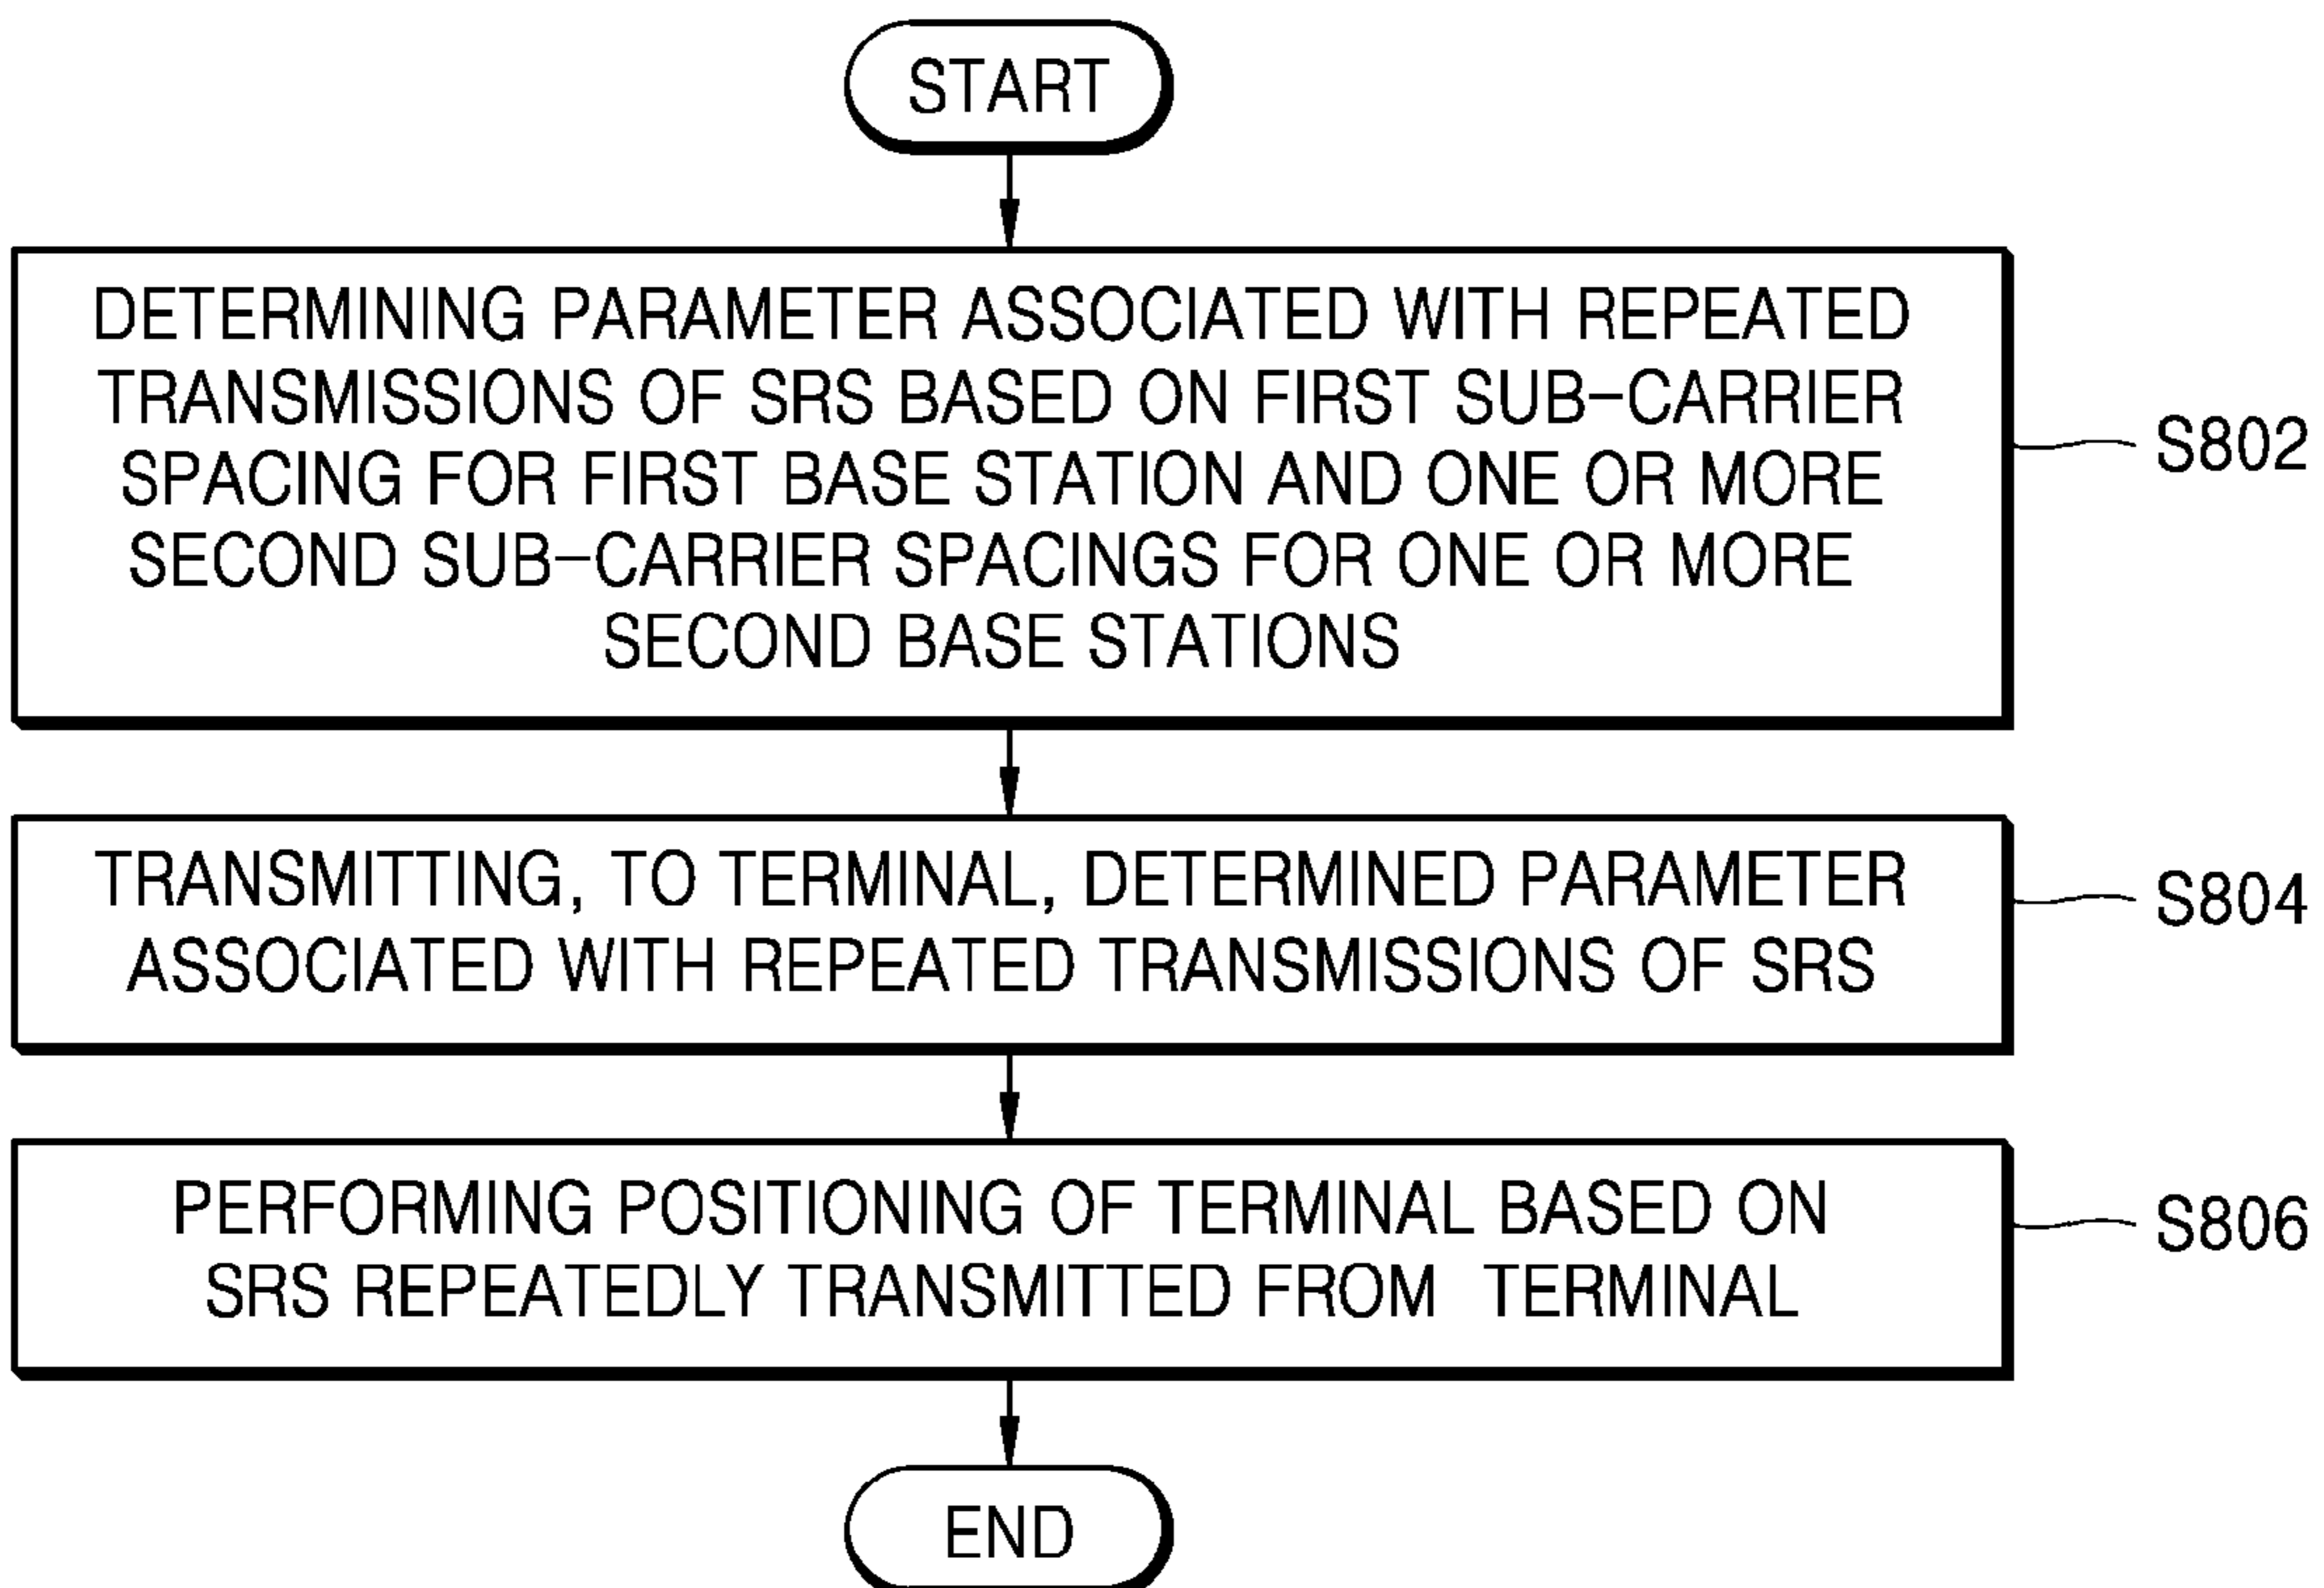 START
DETERMINING PARAMETER ASSOCIATED WITH REPEATED
TRANSMISSIONS OF SRS BASED ON FIRST SUB-CARRIER
SPACING FOR FIRST BASE STATION AND ONE OR MORE
SECOND SUB-CARRIER SPACINGS FOR ONE OR MORE
SECOND BASE STATIONS
S802
TRANSMITTING, TO TERMINAL, DETERMINED PARAMETER
ASSOCIATED WITH REPEATED TRANSMISSIONS OF SRS
S804
PERFORMING POSITIONING OF TERMINAL BASED ON
SRS REPEATEDLY TRANSMITTED FROM TERMINAL
S806
END